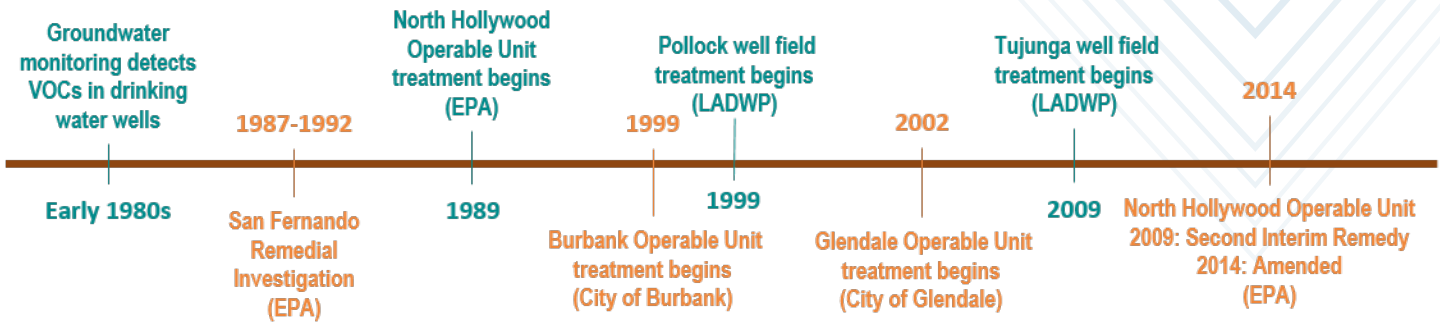 Groundwater
monitoring detects
VOCs in drinking
water wells
Early 1980s
1987-1992
San Fernando
Remedial
Investigation
(EPA)
North Hollywood
Operable Unit
treatment begins
(EPA)
1989
1999
Burbank Operable Unit
treatment begins
(City of Burbank)
Pollock well field
treatment begins
(LADWP)
1999
2002
Glendale Operable Unit
treatment begins
(City of Glendale)
Tujunga well field
treatment begins
(LADWP)
2009
2014
North Hollywood Operable Unit
2009: Second Interim Remedy
2014: Amended
(EPA)